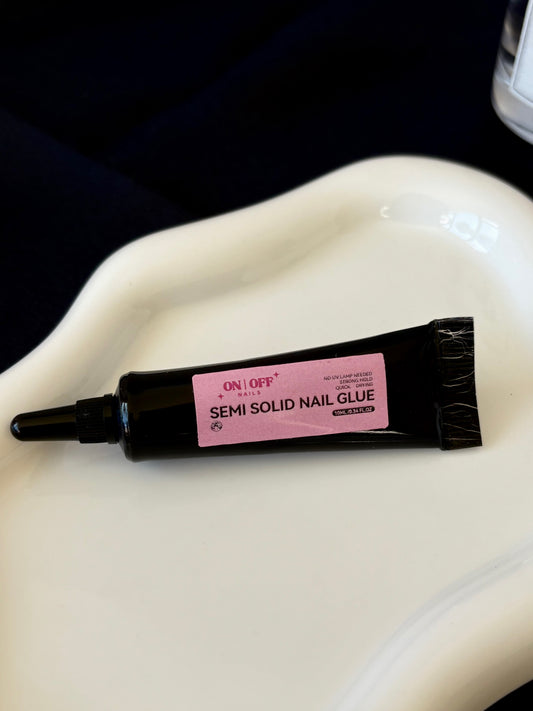 ON | OFF
NAILS
NO UV LAMP NEEDED
STRONG HOLD
QUICK DRYING
SEMI SOLID NAIL GLUE
10ML /0.34 FL.OZ